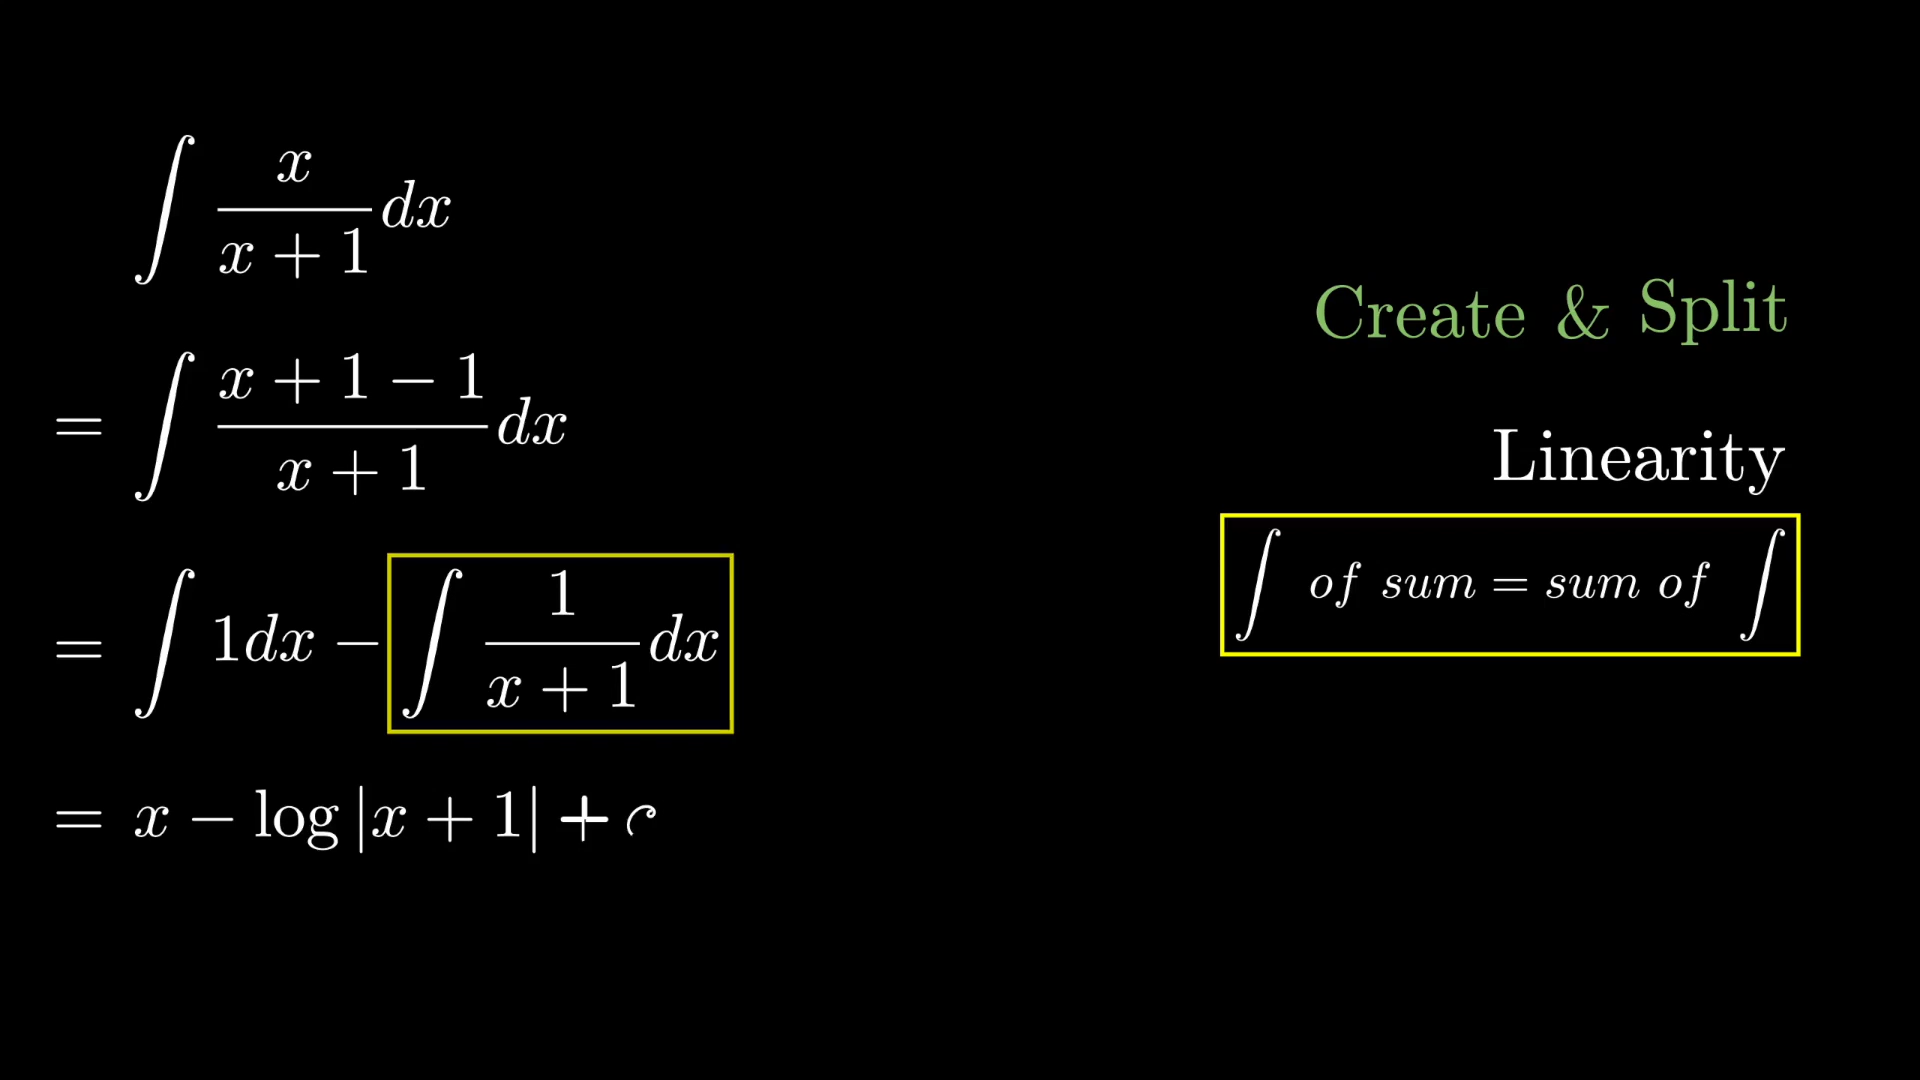 ∫ x/(x + 1) dx
= ∫ (x + 1 − 1)/(x + 1) dx
= ∫ 1dx − ∫ 1/(x + 1) dx
= x − log |x + 1| +
Create & Split
Linearity
∫ of sum = sum of ∫